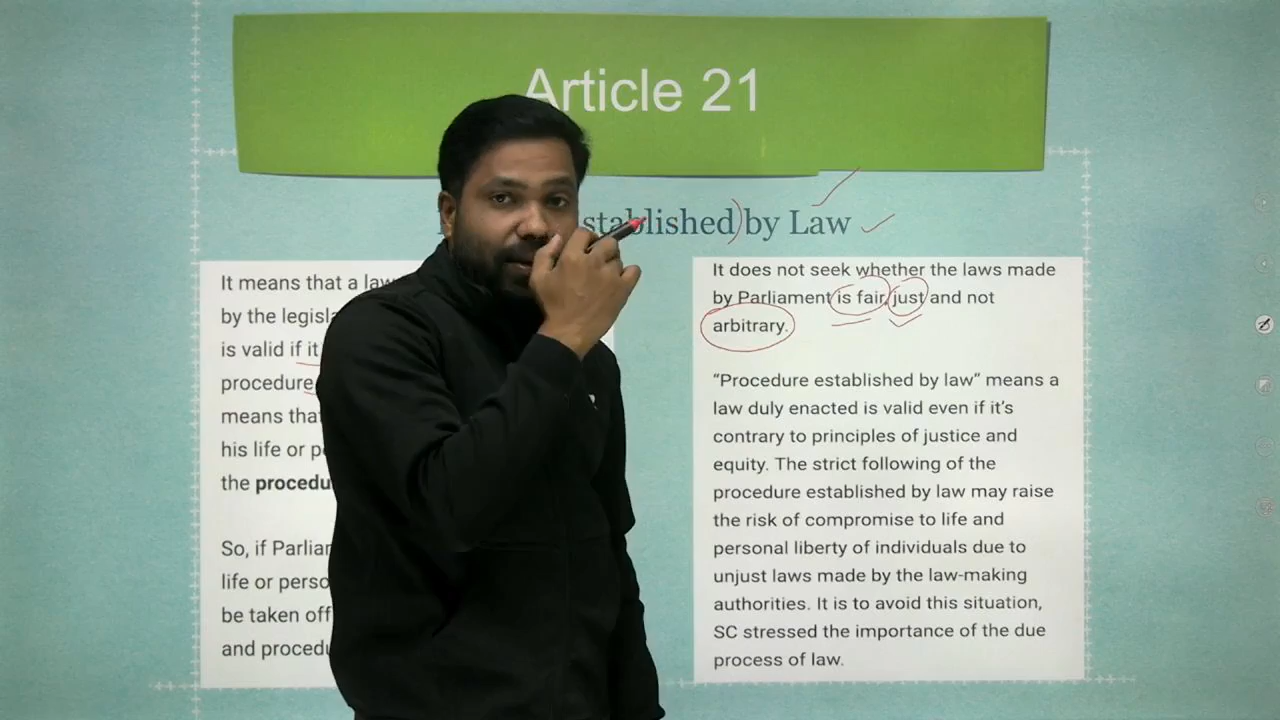 Article 21
stablished by Law
It means that a law
by the legisla
is valid if it
procedure
means that
his life or p
the procedu
So, if Parliar
life or perso
be taken off
and procedu
It does not seek whether the laws made
by Parliament is fair, just and not
arbitrary.
“Procedure established by law” means a
law duly enacted is valid even if it’s
contrary to principles of justice and
equity. The strict following of the
procedure established by law may raise
the risk of compromise to life and
personal liberty of individuals due to
unjust laws made by the law-making
authorities. It is to avoid this situation,
SC stressed the importance of the due
process of law.